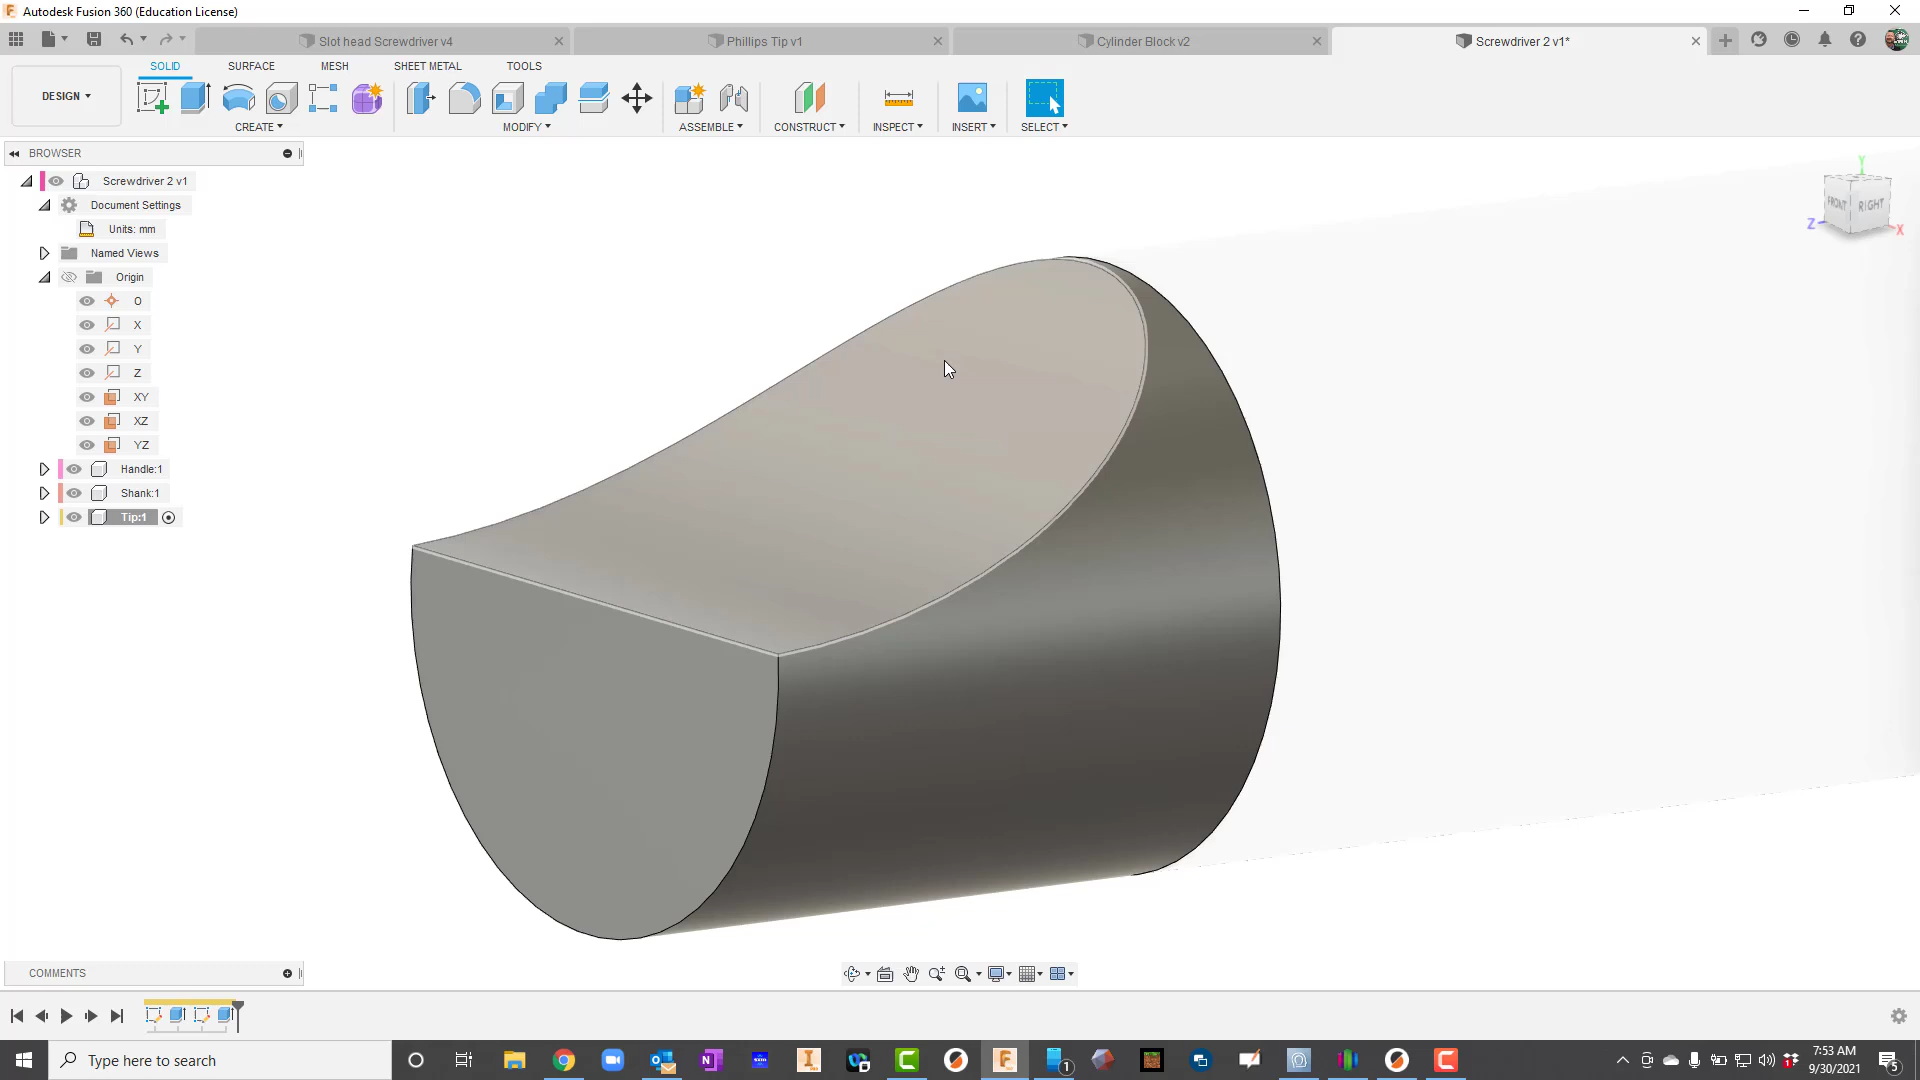 Autodesk Fusion 360 (Education License)
Slot head Screwdriver v4
Phillips Tip v1
Cylinder Block v2
Screwdriver 2 v1*
DESIGN
SOLID SURFACE MESH SHEET METAL TOOLS
CREATE
MODIFY
ASSEMBLE
CONSTRUCT
INSPECT
INSERT
SELECT
BROWSER
Screwdriver 2 v1
Document Settings
Units: mm
Named Views
Origin
O
X
Y
Z
XY
XZ
YZ
Handle:1
Shank:1
Tip:1
Y
FRONT RIGHT
Z
X
COMMENTS
Type here to search
7:53 AM
9/30/2021